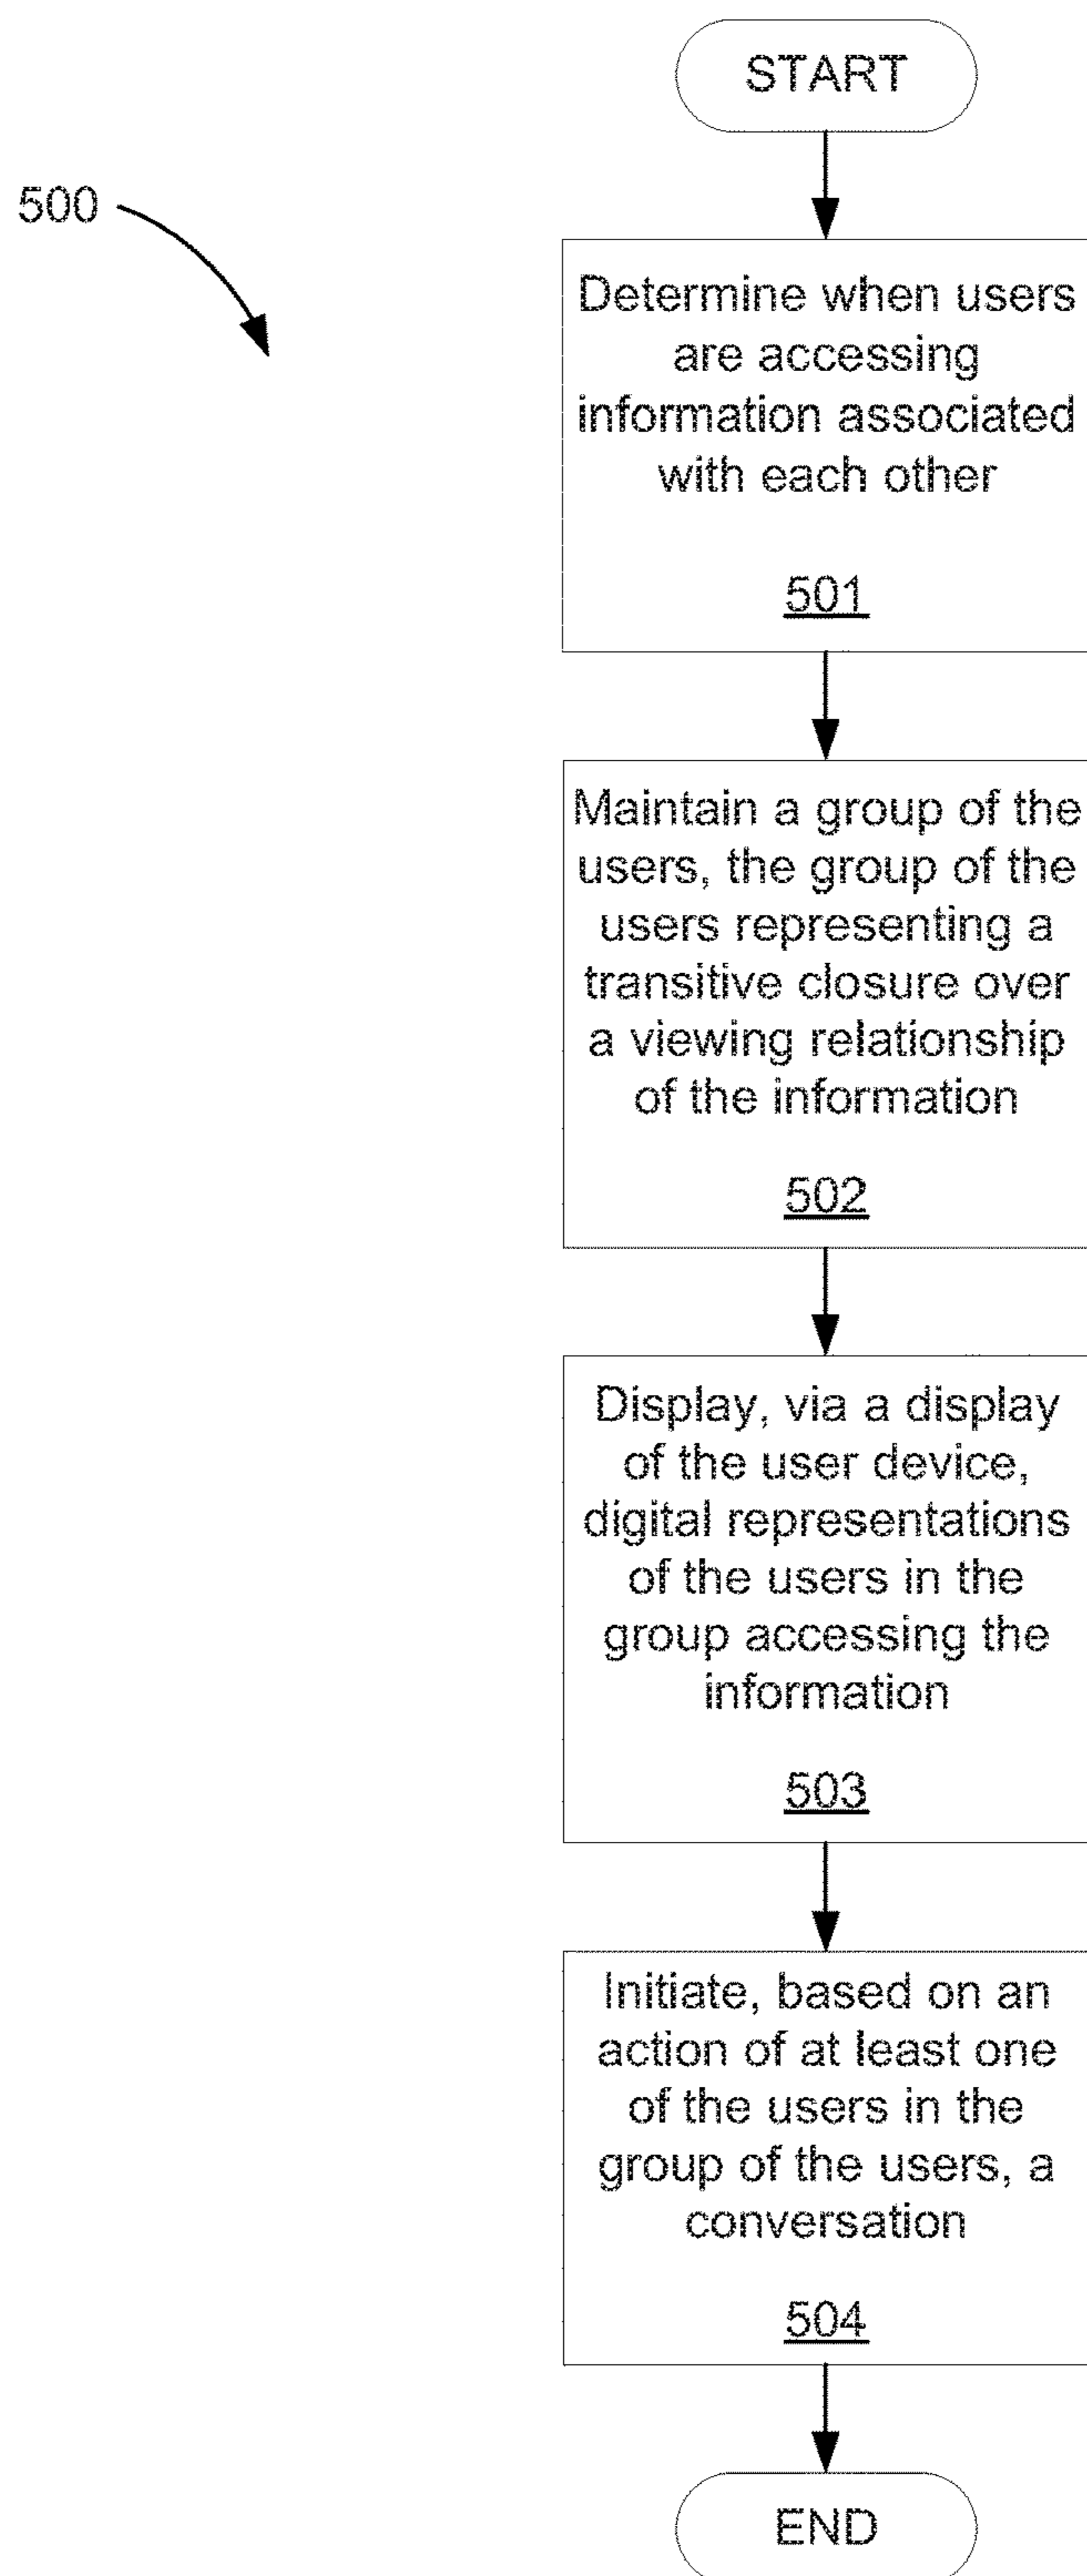 START
500
Determine when users
are accessing
information associated
with each other
501
Maintain a group of the
users, the group of the
users representing a
transitive closure over
a viewing relationship
of the information
502
Display, via a display
of the user device,
digital representations
of the users in the
group accessing the
information
503
Initiate, based on an
action of at least one
of the users in the
group of the users, a
conversation
504
END